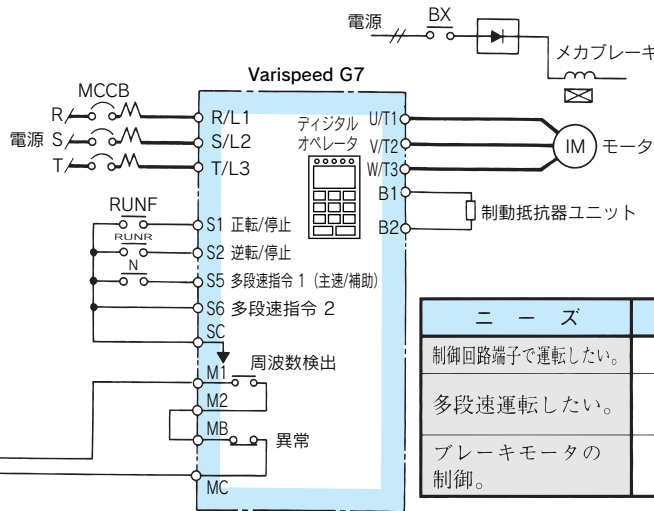 電源 BX
メカブレーキ
Varispeed G7
MCCB
R
電源 S
T
R/L1
S/L2
T/L3
ディジタル
オペレータ
U/T1
V/T2
W/T3
IM モータ
B1
B2
制動抵抗器ユニット
RUNF
S1 正転/停止
RUNR
S2 逆転/停止
N
S5 多段速指令 1（主速/補助）
S6 多段速指令 2
SC
M1 周波数検出
M2
MB 異常
MC
ニーズ
制御回路端子で運転したい。
多段速運転したい。
ブレーキモータの
制御。